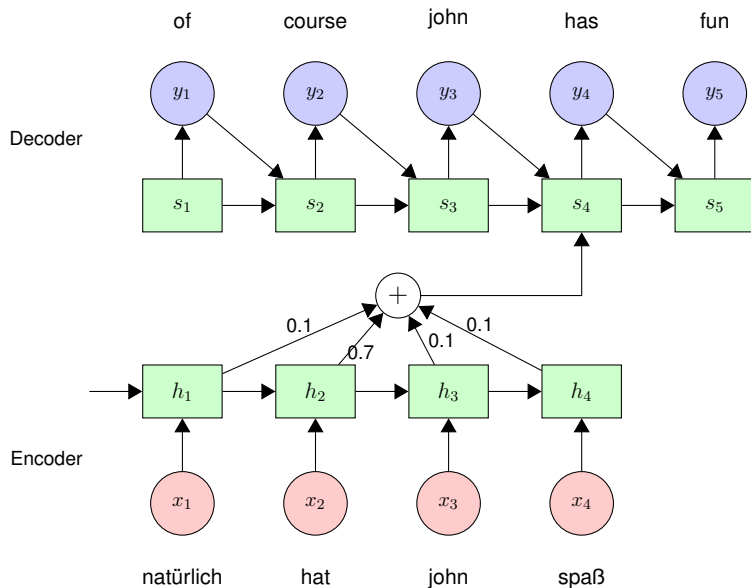 of course john has fun
y₁ y₂ y₃ y₄ y₅
Decoder
s₁ s₂ s₃ s₄ s₅
+
0.1 0.7 0.1 0.1
h₁ h₂ h₃ h₄
Encoder
x₁ x₂ x₃ x₄
natürlich hat john spaß